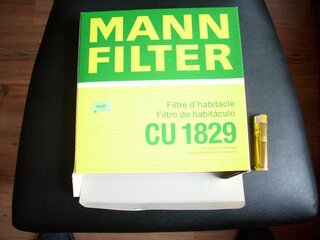 MANN
FILTER
Filtre d'habitacle
Filtro de habitáculo
CU 1829